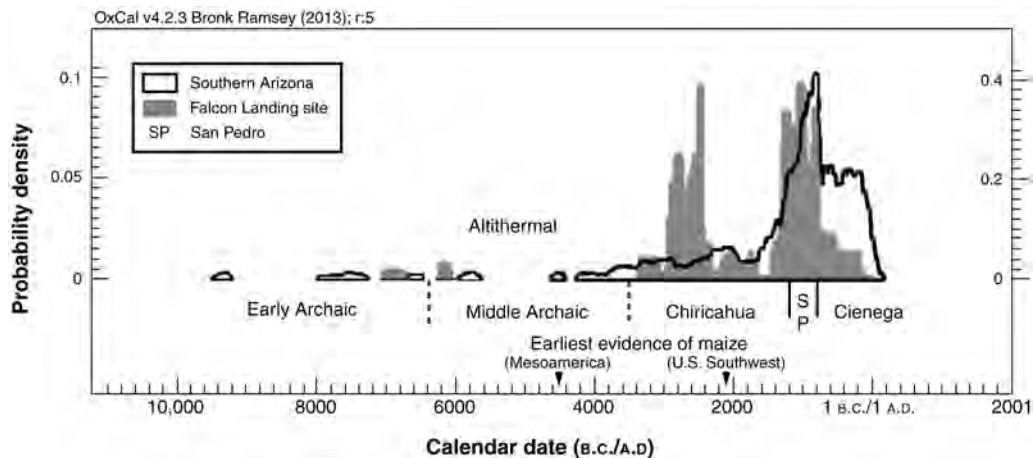 OxCal v4.2.3 Bronk Ramsey (2013); r:5
Southern Arizona
Falcon Landing site
SP San Pedro
Probability density
0.1
0.05
0
0.4
0.2
0
Altithermal
Early Archaic
Middle Archaic
Chiricahua
S
P
Cienega
Earliest evidence of maize
(Mesoamerica)
(U.S. Southwest)
10,000
8000
6000
4000
2000
1 B.C./1 A.D.
2001
Calendar date (B.C./A.D)